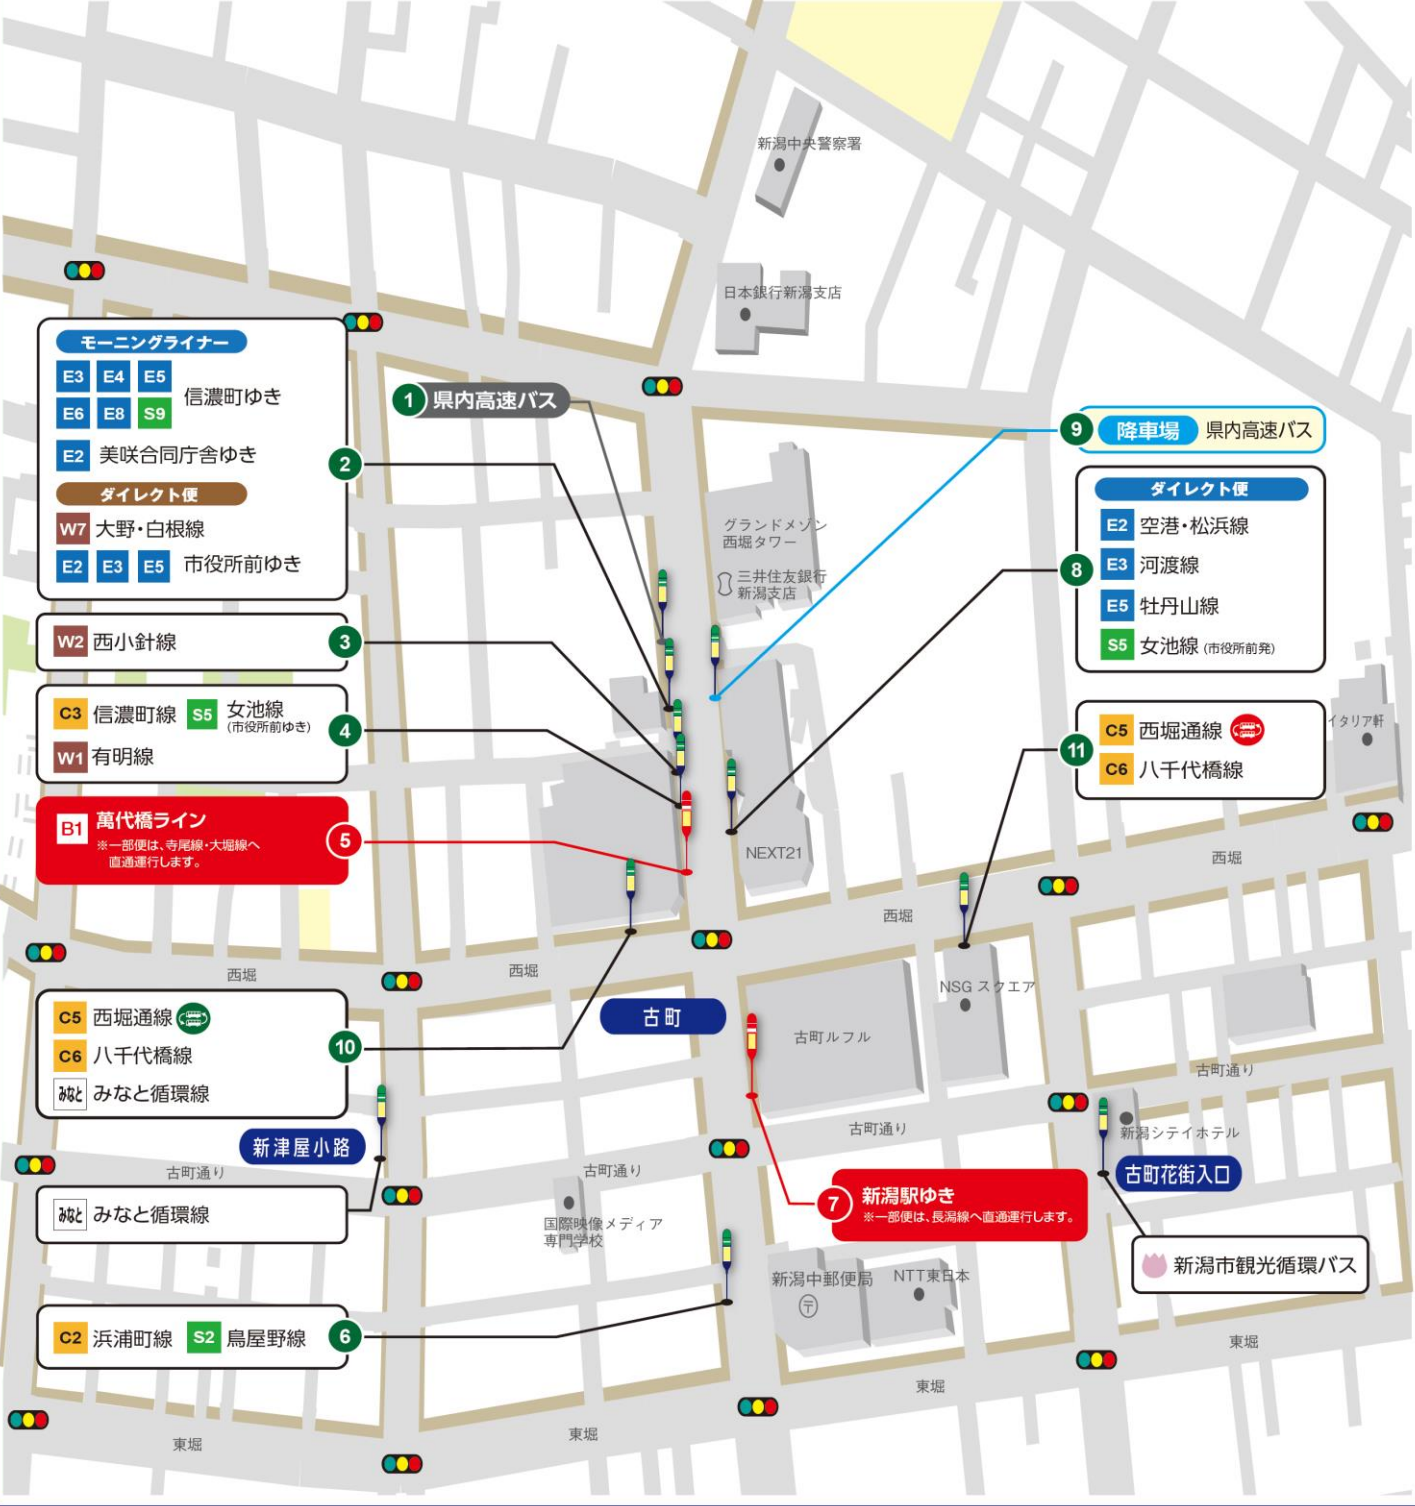 新潟中央警察署
日本銀行新潟支店
モーニングライナー
E3 E4 E5
E6 E8 S9
信濃町ゆき
E2 美咲合同庁舎ゆき
ダイレクト便
W7 大野・白根線
E2 E3 E5 市役所前ゆき
2
1 県内高速バス
9 降車場 県内高速バス
ダイレクト便
E2 空港・松浜線
E3 河渡線
E5 牡丹山線
S5 女池線 (市役所前発)
8
グランドメゾン
西堀タワー
三井住友銀行
新潟支店
W2 西小針線 3
C3 信濃町線 S5 女池線
(市役所前ゆき)
W1 有明線
4
B1 萬代橋ライン
※一部便は、寺尾線・大堀線へ
直通運行します。
5
11
C5 西堀通線
C6 八千代橋線
イタリア軒
NEXT21
西堀
西堀
西堀
西堀
NSG スクエア
古町
古町ルフル
C5 西堀通線
C6 八千代橋線
みなと みなと循環線
10
古町通り
古町通り
古町通り
古町通り
新津屋小路
みなと みなと循環線
新潟シテイホテル
古町花街入口
7 新潟駅ゆき
※一部便は、長潟線へ直通運行します。
国際映像メディア
専門学校
新潟中郵便局
〒
NTT東日本
新潟市観光循環バス
C2 浜浦町線 S2 鳥屋野線 6
東堀
東堀
東堀
東堀